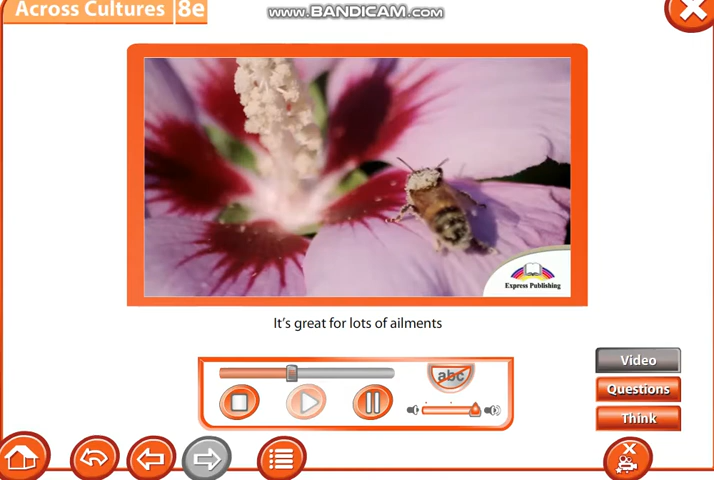 Across Cultures 8e
www.BANDICAM.com
Express Publishing
It's great for lots of ailments
abc
Video
Questions
Think
X